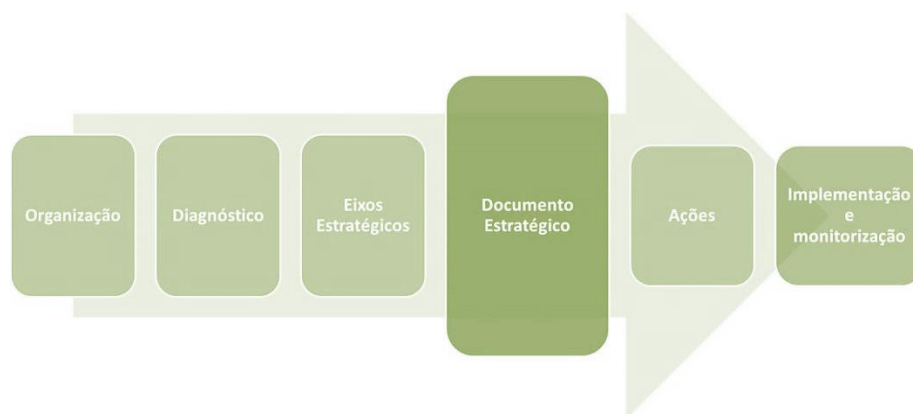 Organização
Diagnóstico
Eixos
Estratégicos
Documento
Estratégico
Ações
Implementação
e
monitorização